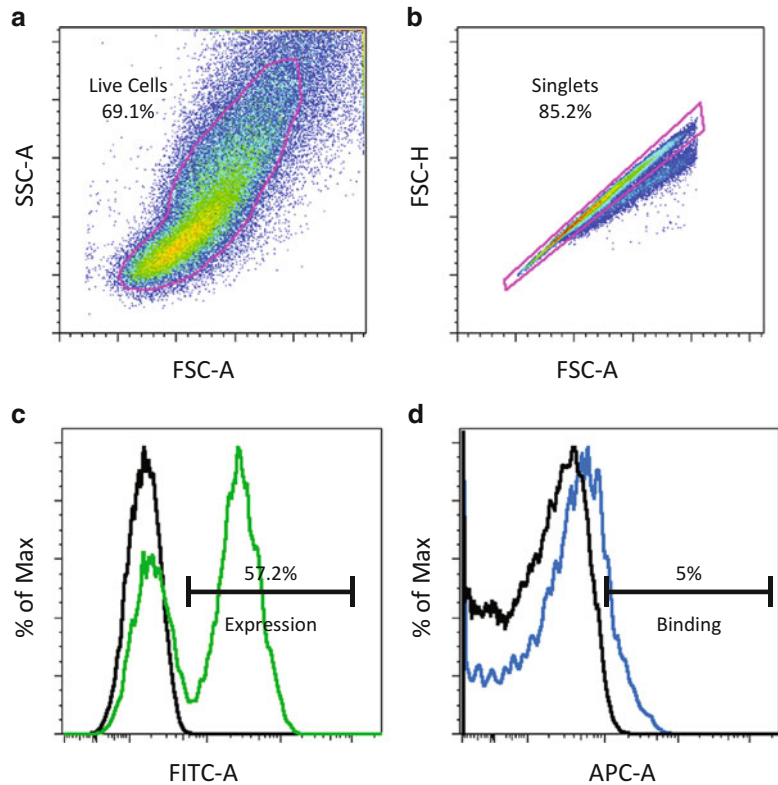 a
Live Cells
69.1%
SSC-A
FSC-A
b
Singlets
85.2%
FSC-H
FSC-A
c
57.2%
Expression
% of Max
FITC-A
d
5%
Binding
% of Max
APC-A